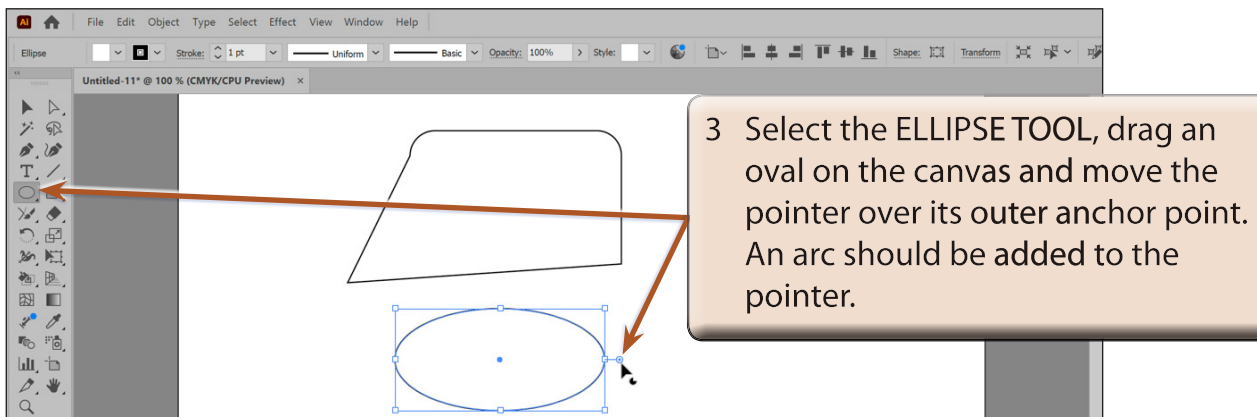 Ai File Edit Object Type Select Effect View Window Help
Ellipse Stroke: 1 pt Uniform Basic Opacity: 100% Style: Shape: Transform
Untitled-11* @ 100 % (CMYK/CPU Preview) ×
3 Select the ELLIPSE TOOL, drag an
oval on the canvas and move the
pointer over its outer anchor point.
An arc should be added to the
pointer.